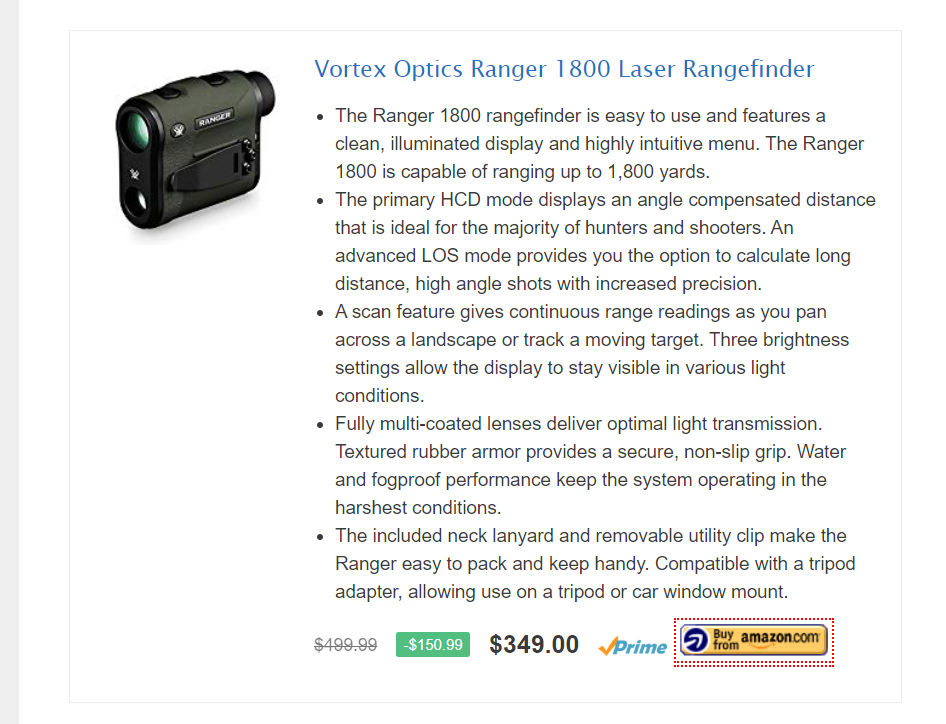 Vortex Optics Ranger 1800 Laser Rangefinder
RANGER
• The Ranger 1800 rangefinder is easy to use and features a
clean, illuminated display and highly intuitive menu. The Ranger
1800 is capable of ranging up to 1,800 yards.
• The primary HCD mode displays an angle compensated distance
that is ideal for the majority of hunters and shooters. An
advanced LOS mode provides you the option to calculate long
distance, high angle shots with increased precision.
• A scan feature gives continuous range readings as you pan
across a landscape or track a moving target. Three brightness
settings allow the display to stay visible in various light
conditions.
• Fully multi-coated lenses deliver optimal light transmission.
Textured rubber armor provides a secure, non-slip grip. Water
and fogproof performance keep the system operating in the
harshest conditions.
• The included neck lanyard and removable utility clip make the
Ranger easy to pack and keep handy. Compatible with a tripod
adapter, allowing use on a tripod or car window mount.
$499.99 -$150.99 $349.00 Prime Buy from amazon.com